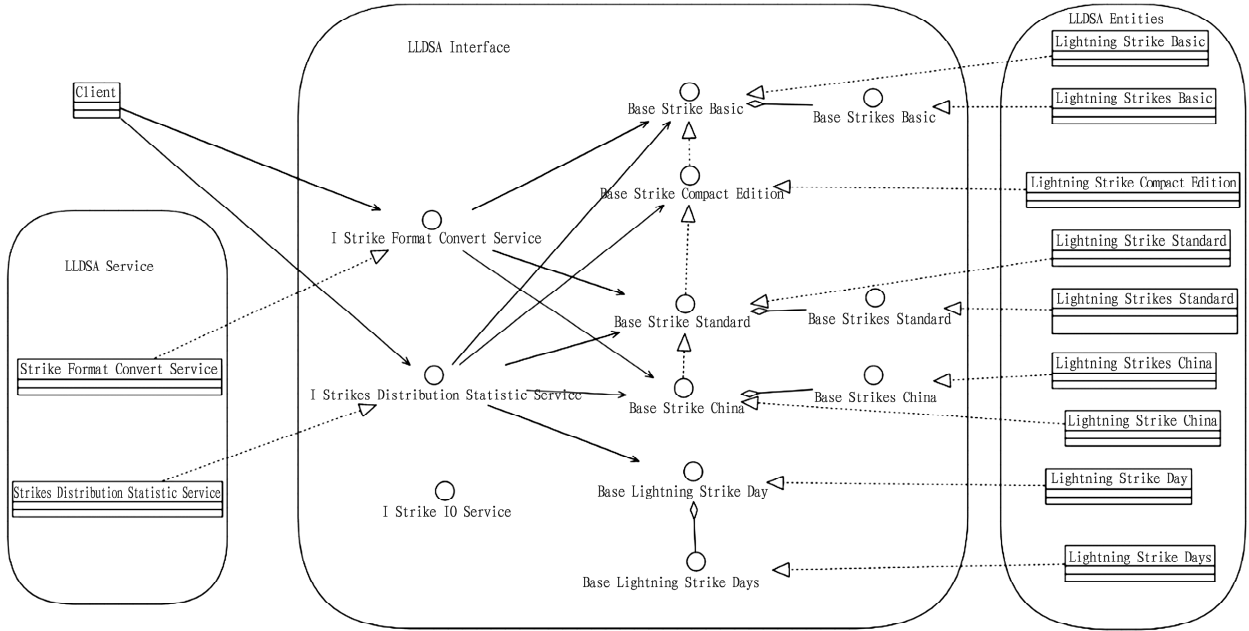 LLDSA Entities
Lightning Strike Basic
LLDSA Interface
Client
Base Strike Basic
Base Strikes Basic
Lightning Strikes Basic
Base Strike Compact Edition
Lightning Strike Compact Edition
I Strike Format Convert Service
Lightning Strike Standard
LLDSA Service
Base Strike Standard
Base Strikes Standard
Lightning Strikes Standard
Strike Format Convert Service
I Strikes Distribution Statistic Service
Base Strike China
Base Strikes China
Lightning Strikes China
Lightning Strike China
Strikes Distribution Statistic Service
I Strike IO Service
Base Lightning Strike Day
Lightning Strike Day
Base Lightning Strike Days
Lightning Strike Days